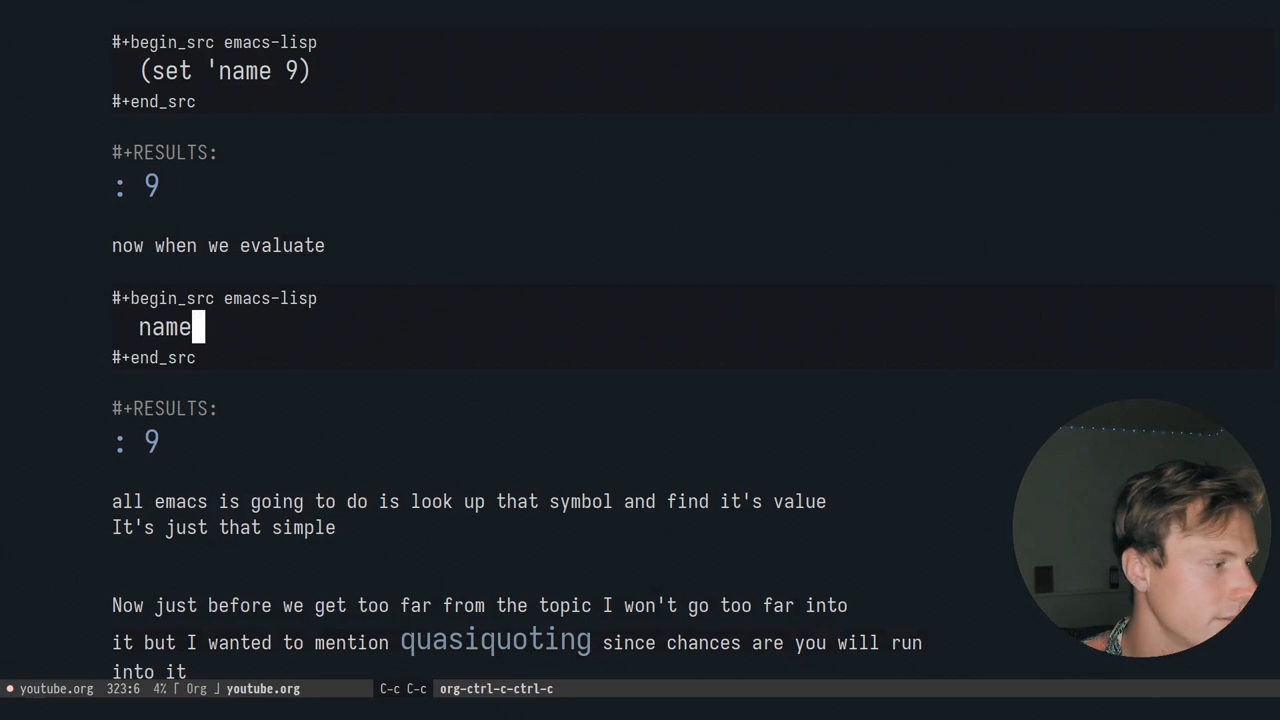 #+begin_src emacs-lisp
(set 'name 9)
#+end_src
#+RESULTS:
: 9
now when we evaluate
#+begin_src emacs-lisp
name
#+end_src
#+RESULTS:
: 9
all emacs is going to do is look up that symbol and find it's value
It's just that simple
Now just before we get too far from the topic I won't go too far into
it but I wanted to mention quasiquoting since chances are you will run
into it
youtube.org 323:6 4% ⎡ Org ⎦ youtube.org C-c C-c org-ctrl-c-ctrl-c